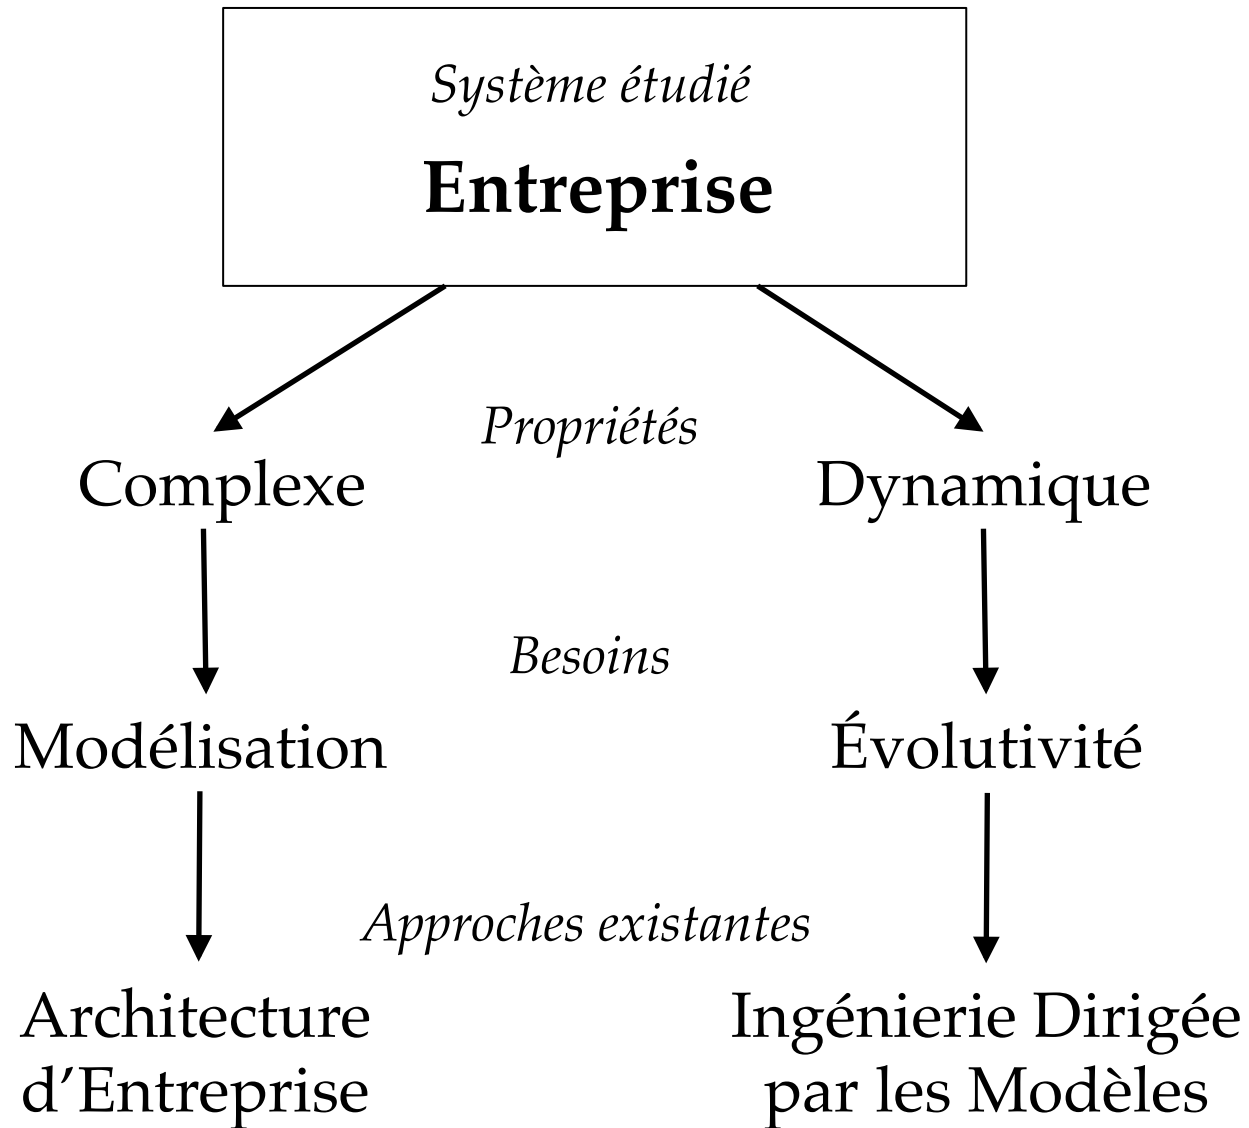 Système étudié
Entreprise
Propriétés
Complexe
Dynamique
Besoins
Modélisation
Évolutivité
Approches existantes
Architecture
d’Entreprise
Ingénierie Dirigée
par les Modèles